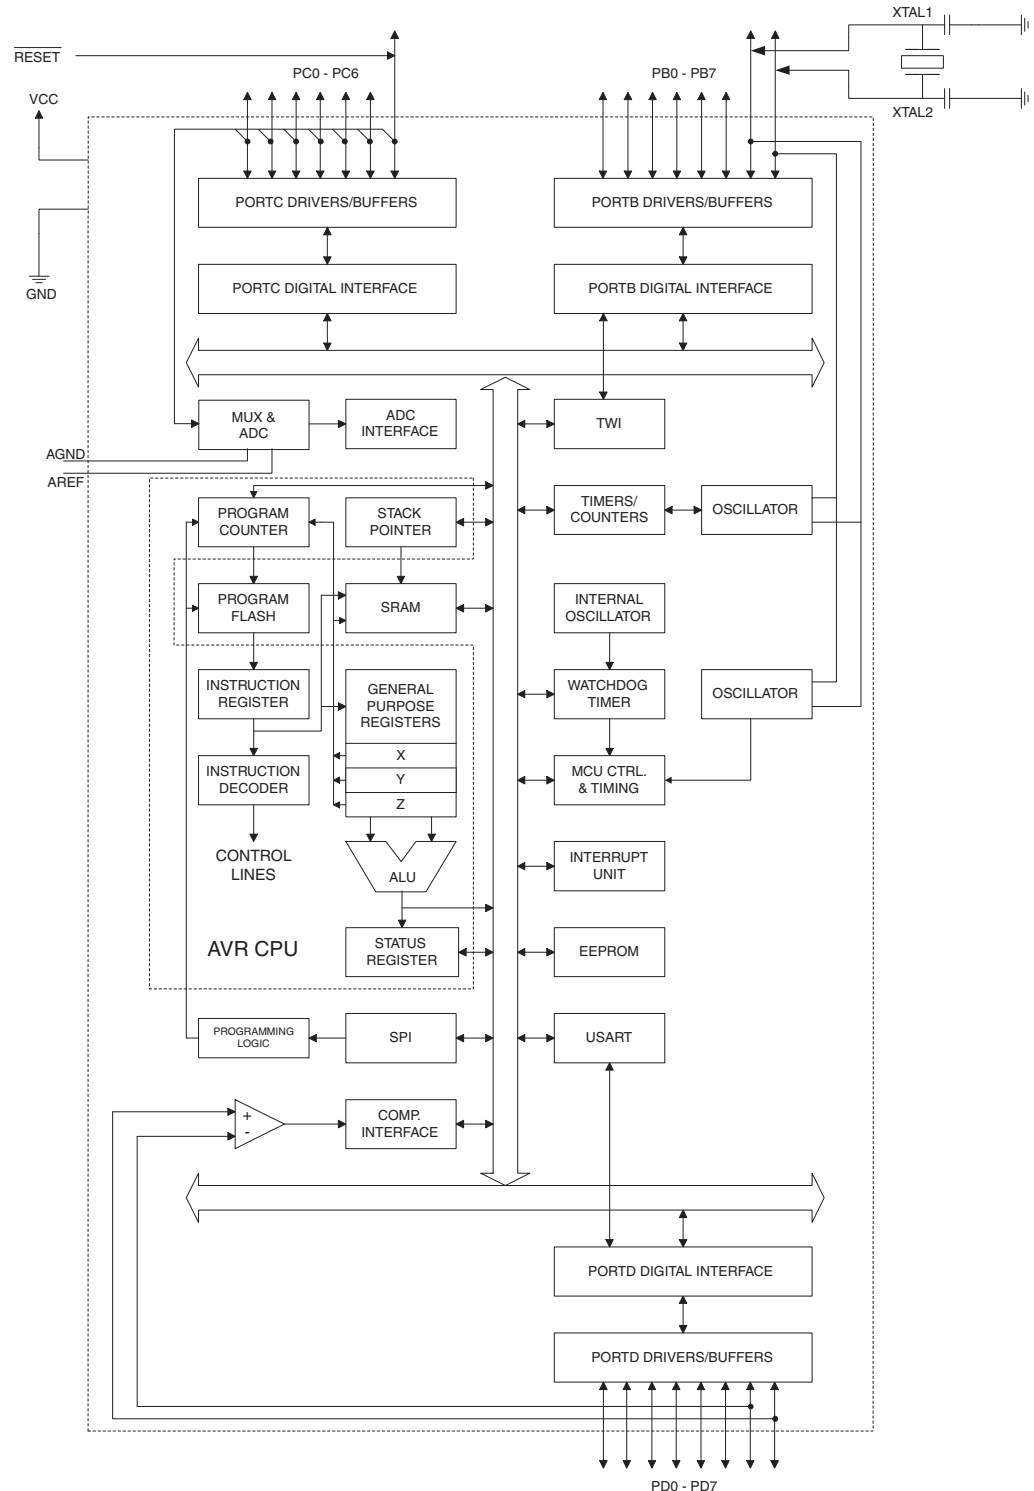 XTAL1
RESET
PC0 - PC6
PB0 - PB7
VCC
XTAL2
PORTC DRIVERS/BUFFERS
PORTB DRIVERS/BUFFERS
GND
PORTC DIGITAL INTERFACE
PORTB DIGITAL INTERFACE
MUX &
ADC
ADC
INTERFACE
TWI
AGND
AREF
PROGRAM
COUNTER
STACK
POINTER
TIMERS/
COUNTERS
OSCILLATOR
PROGRAM
FLASH
SRAM
INTERNAL
OSCILLATOR
INSTRUCTION
REGISTER
GENERAL
PURPOSE
REGISTERS
WATCHDOG
TIMER
OSCILLATOR
X
Y
Z
INSTRUCTION
DECODER
MCU CTRL.
& TIMING
CONTROL
LINES
ALU
INTERRUPT
UNIT
AVR CPU
STATUS
REGISTER
EEPROM
PROGRAMMING
LOGIC
SPI
USART
+
-
COMP.
INTERFACE
PORTD DIGITAL INTERFACE
PORTD DRIVERS/BUFFERS
PD0 - PD7